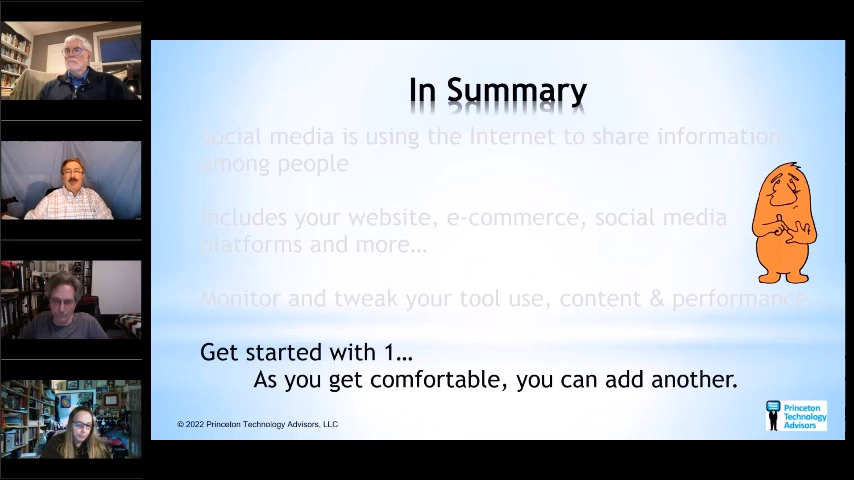 In Summary
Social media is using the Internet to share information
among people
Includes your website, e-commerce, social media
platforms and more…
Monitor and tweak your tool use, content & performance
Get started with 1…
As you get comfortable, you can add another.
© 2022 Princeton Technology Advisors, LLC
Princeton
Technology
Advisors